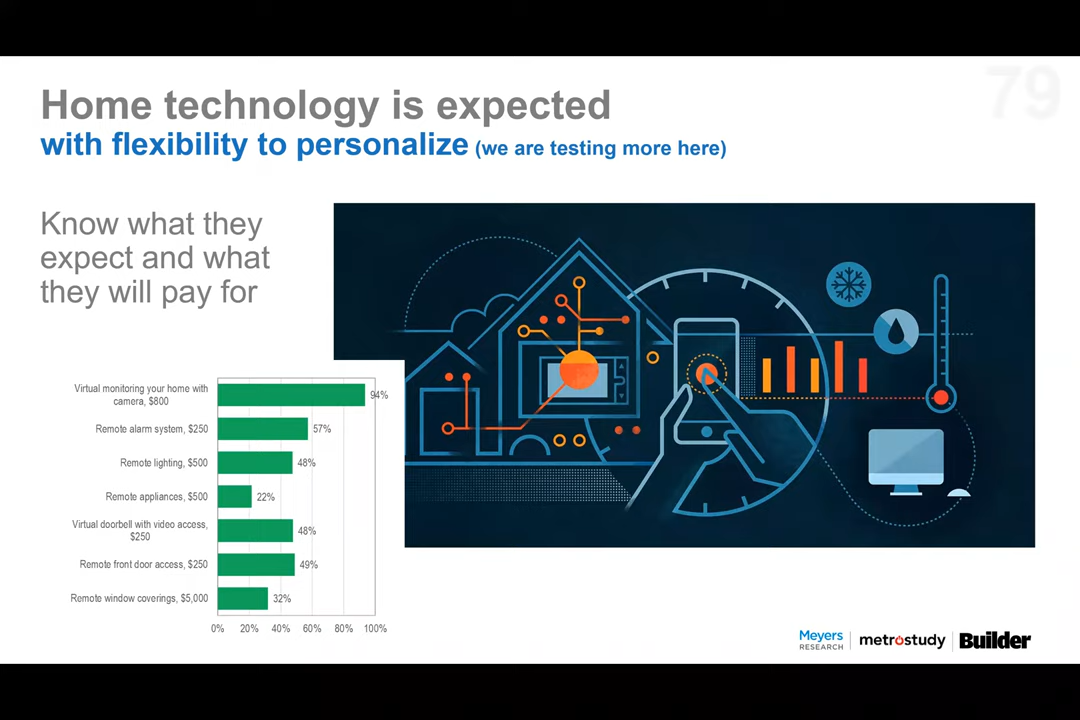 79
Home technology is expected
with flexibility to personalize (we are testing more here)
Know what they
expect and what
they will pay for
Virtual monitoring your home with
camera, $800
94%
Remote alarm system, $250
57%
Remote lighting, $500
48%
Remote appliances, $500
22%
Virtual doorbell with video access,
$250
48%
Remote front door access, $250
49%
Remote window coverings, $5,000
32%
0% 20% 40% 60% 80% 100%
Meyers
RESEARCH
metrostudy
Builder